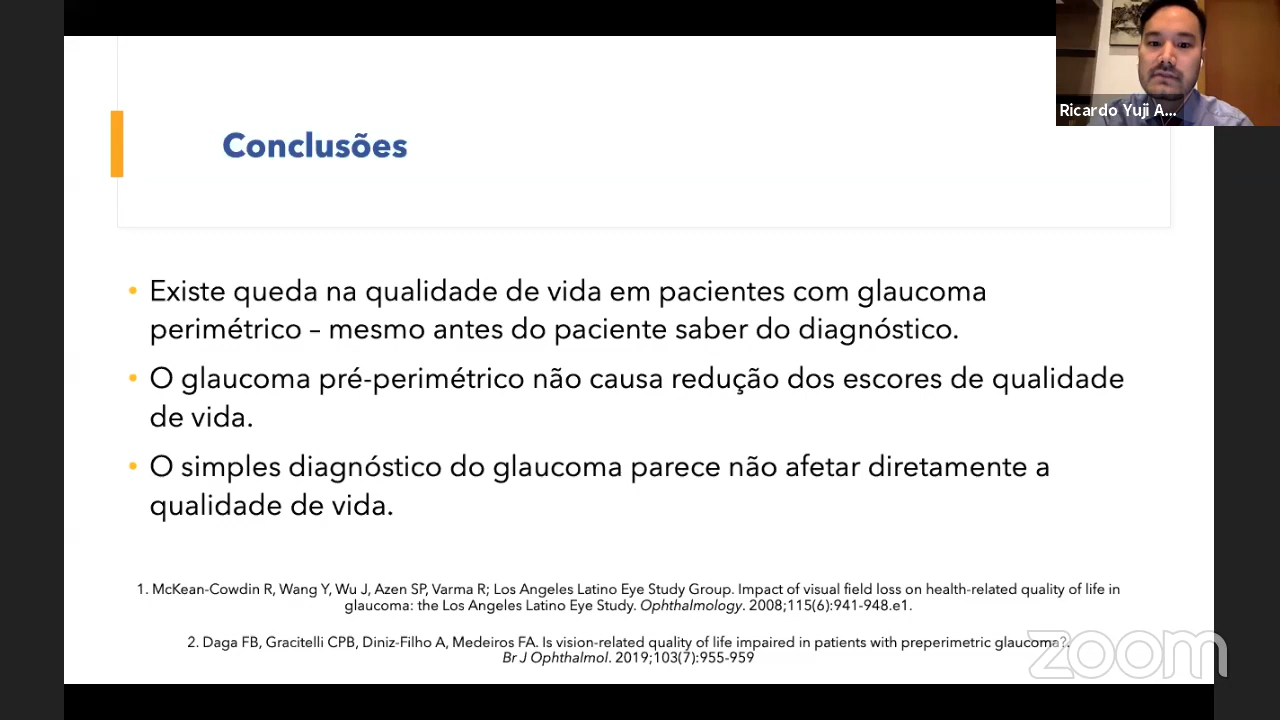 Ricardo Yuji A...
Conclusões
• Existe queda na qualidade de vida em pacientes com glaucoma
perimétrico – mesmo antes do paciente saber do diagnóstico.
• O glaucoma pré-perimétrico não causa redução dos escores de qualidade
de vida.
• O simples diagnóstico do glaucoma parece não afetar diretamente a
qualidade de vida.
1. McKean-Cowdin R, Wang Y, Wu J, Azen SP, Varma R; Los Angeles Latino Eye Study Group. Impact of visual field loss on health-related quality of life in
glaucoma: the Los Angeles Latino Eye Study. Ophthalmology. 2008;115(6):941-948.e1.
2. Daga FB, Gracitelli CPB, Diniz-Filho A, Medeiros FA. Is vision-related quality of life impaired in patients with preperimetric glaucoma?.
Br J Ophthalmol. 2019;103(7):955-959
zoom